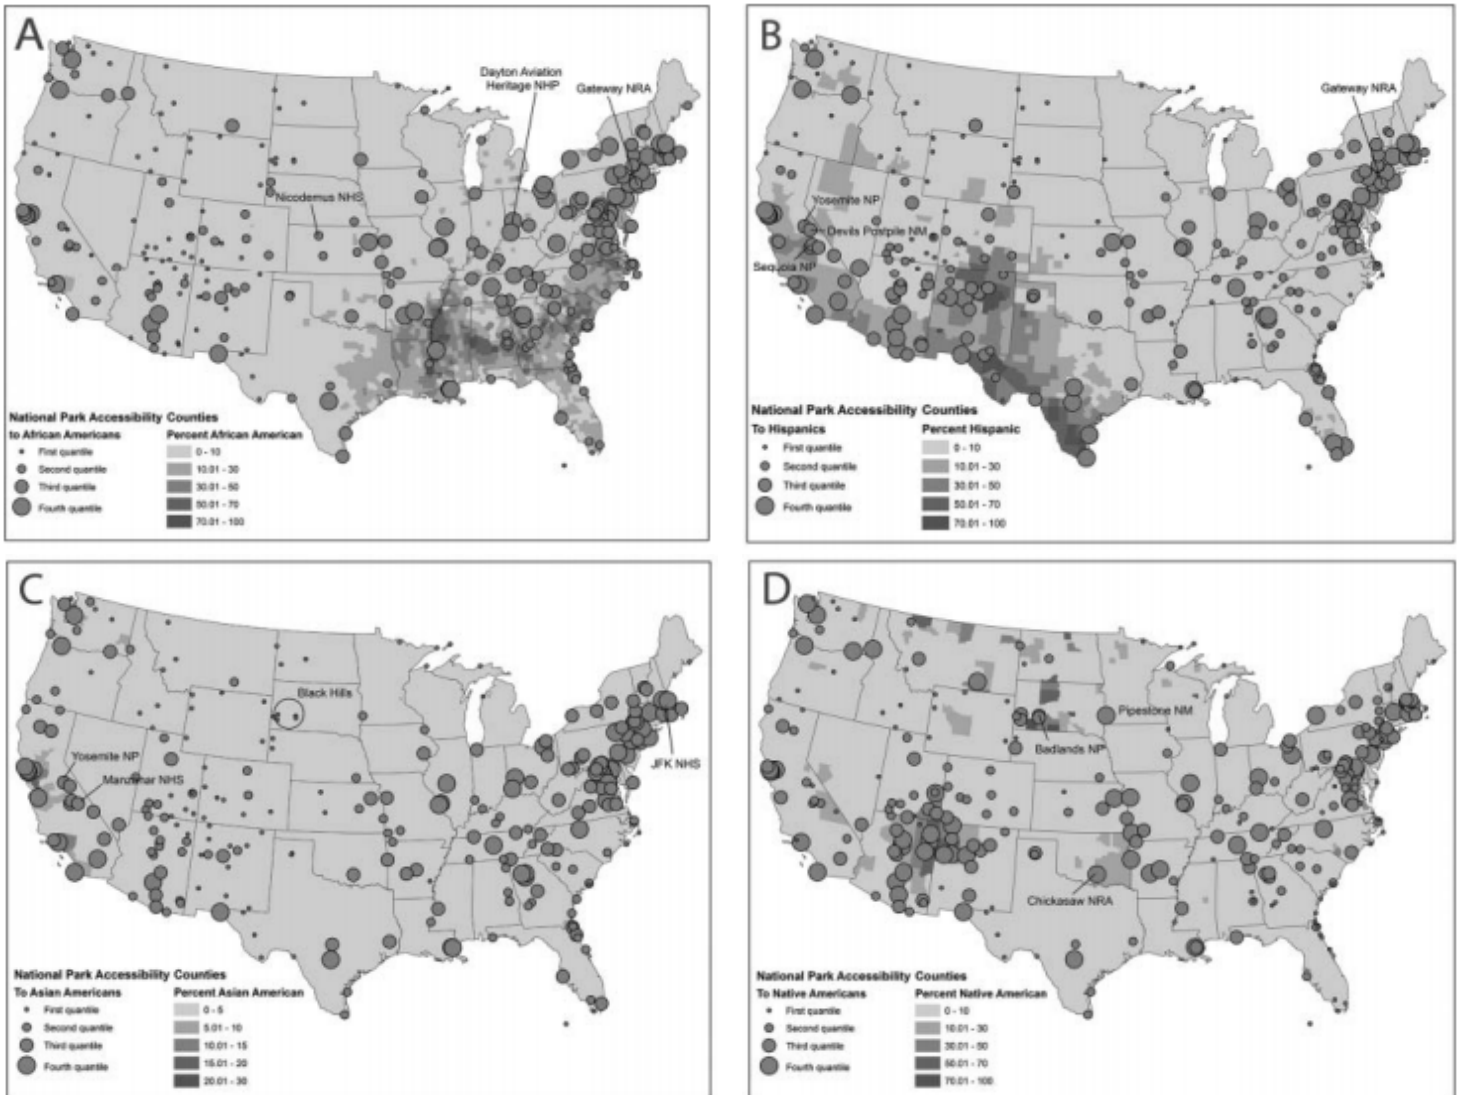 A
Dayton Aviation
Heritage NHP
Gateway NRA
Nicodemus NHS
National Park Accessibility Counties
to African Americans
Percent African American
First quantile
0 - 10
Second quantile
10.01 - 30
Third quantile
30.01 - 50
Fourth quantile
50.01 - 70
70.01 - 100
B
Gateway NRA
Yosemite NP
Devils Postpile NM
Sequoia NP
National Park Accessibility Counties
To Hispanics
Percent Hispanic
First quantile
0 - 10
Second quantile
10.01 - 30
Third quantile
30.01 - 50
Fourth quantile
50.01 - 70
70.01 - 100
C
Black Hills
Yosemite NP
Manzanar NHS
JFK NHS
National Park Accessibility Counties
To Asian Americans
Percent Asian American
First quantile
0 - 5
Second quantile
5.01 - 10
Third quantile
10.01 - 15
Fourth quantile
15.01 - 20
20.01 - 30
D
Pipestone NM
Badlands NP
Chickasaw NRA
National Park Accessibility Counties
To Native Americans
Percent Native American
First quantile
0 - 10
Second quantile
10.01 - 30
Third quantile
30.01 - 50
Fourth quantile
50.01 - 70
70.01 - 100